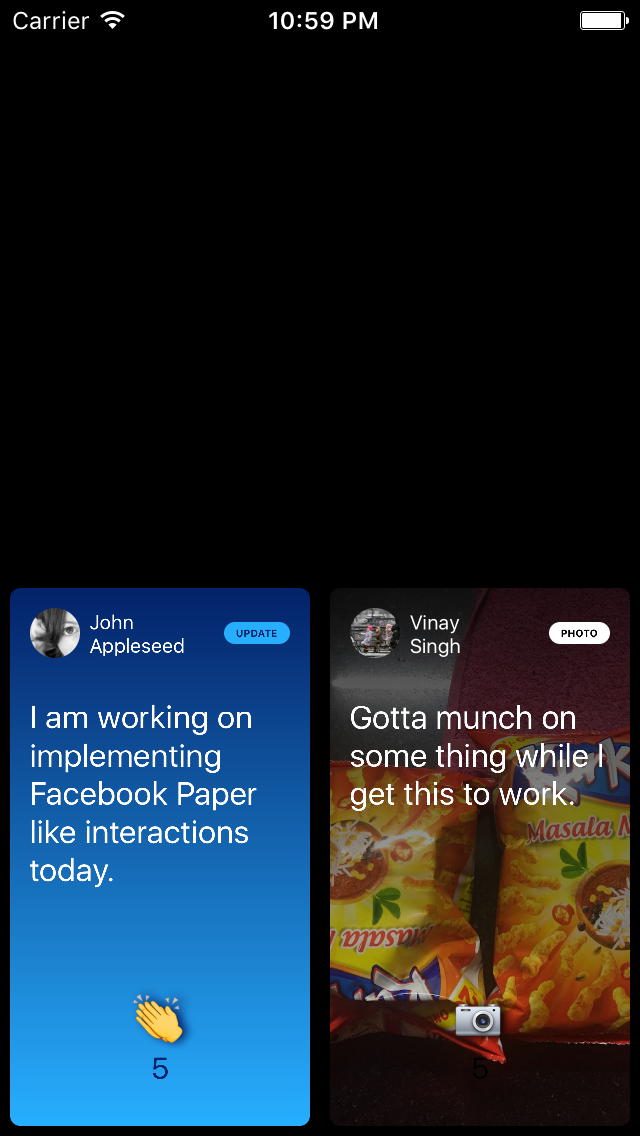 Carrier 10:59 PM
John
Appleseed
UPDATE
I am working on
implementing
Facebook Paper
like interactions
today.
5
Vinay
Singh
PHOTO
Gotta munch on
some thing while I
get this to work.
Masala M
Masala
5